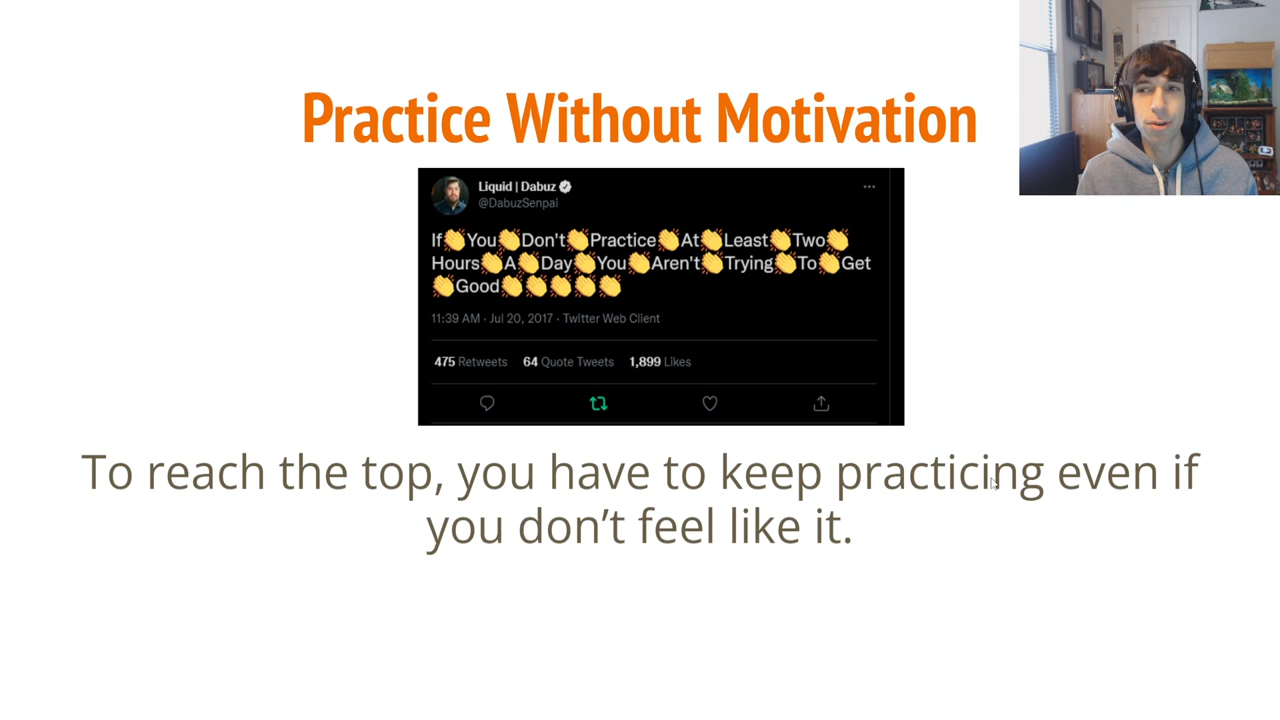 Practice Without Motivation
Liquid | Dabuz
@DabuzSenpai
If👏You👏Don't👏Practice👏At👏Least👏Two👏
Hours👏A👏Day👏You👏Aren't👏Trying👏To👏Get
👏Good👏👏👏👏👏
11:39 AM · Jul 20, 2017 · Twitter Web Client
475 Retweets 64 Quote Tweets 1,899 Likes
To reach the top, you have to keep practicing even if
you don’t feel like it.